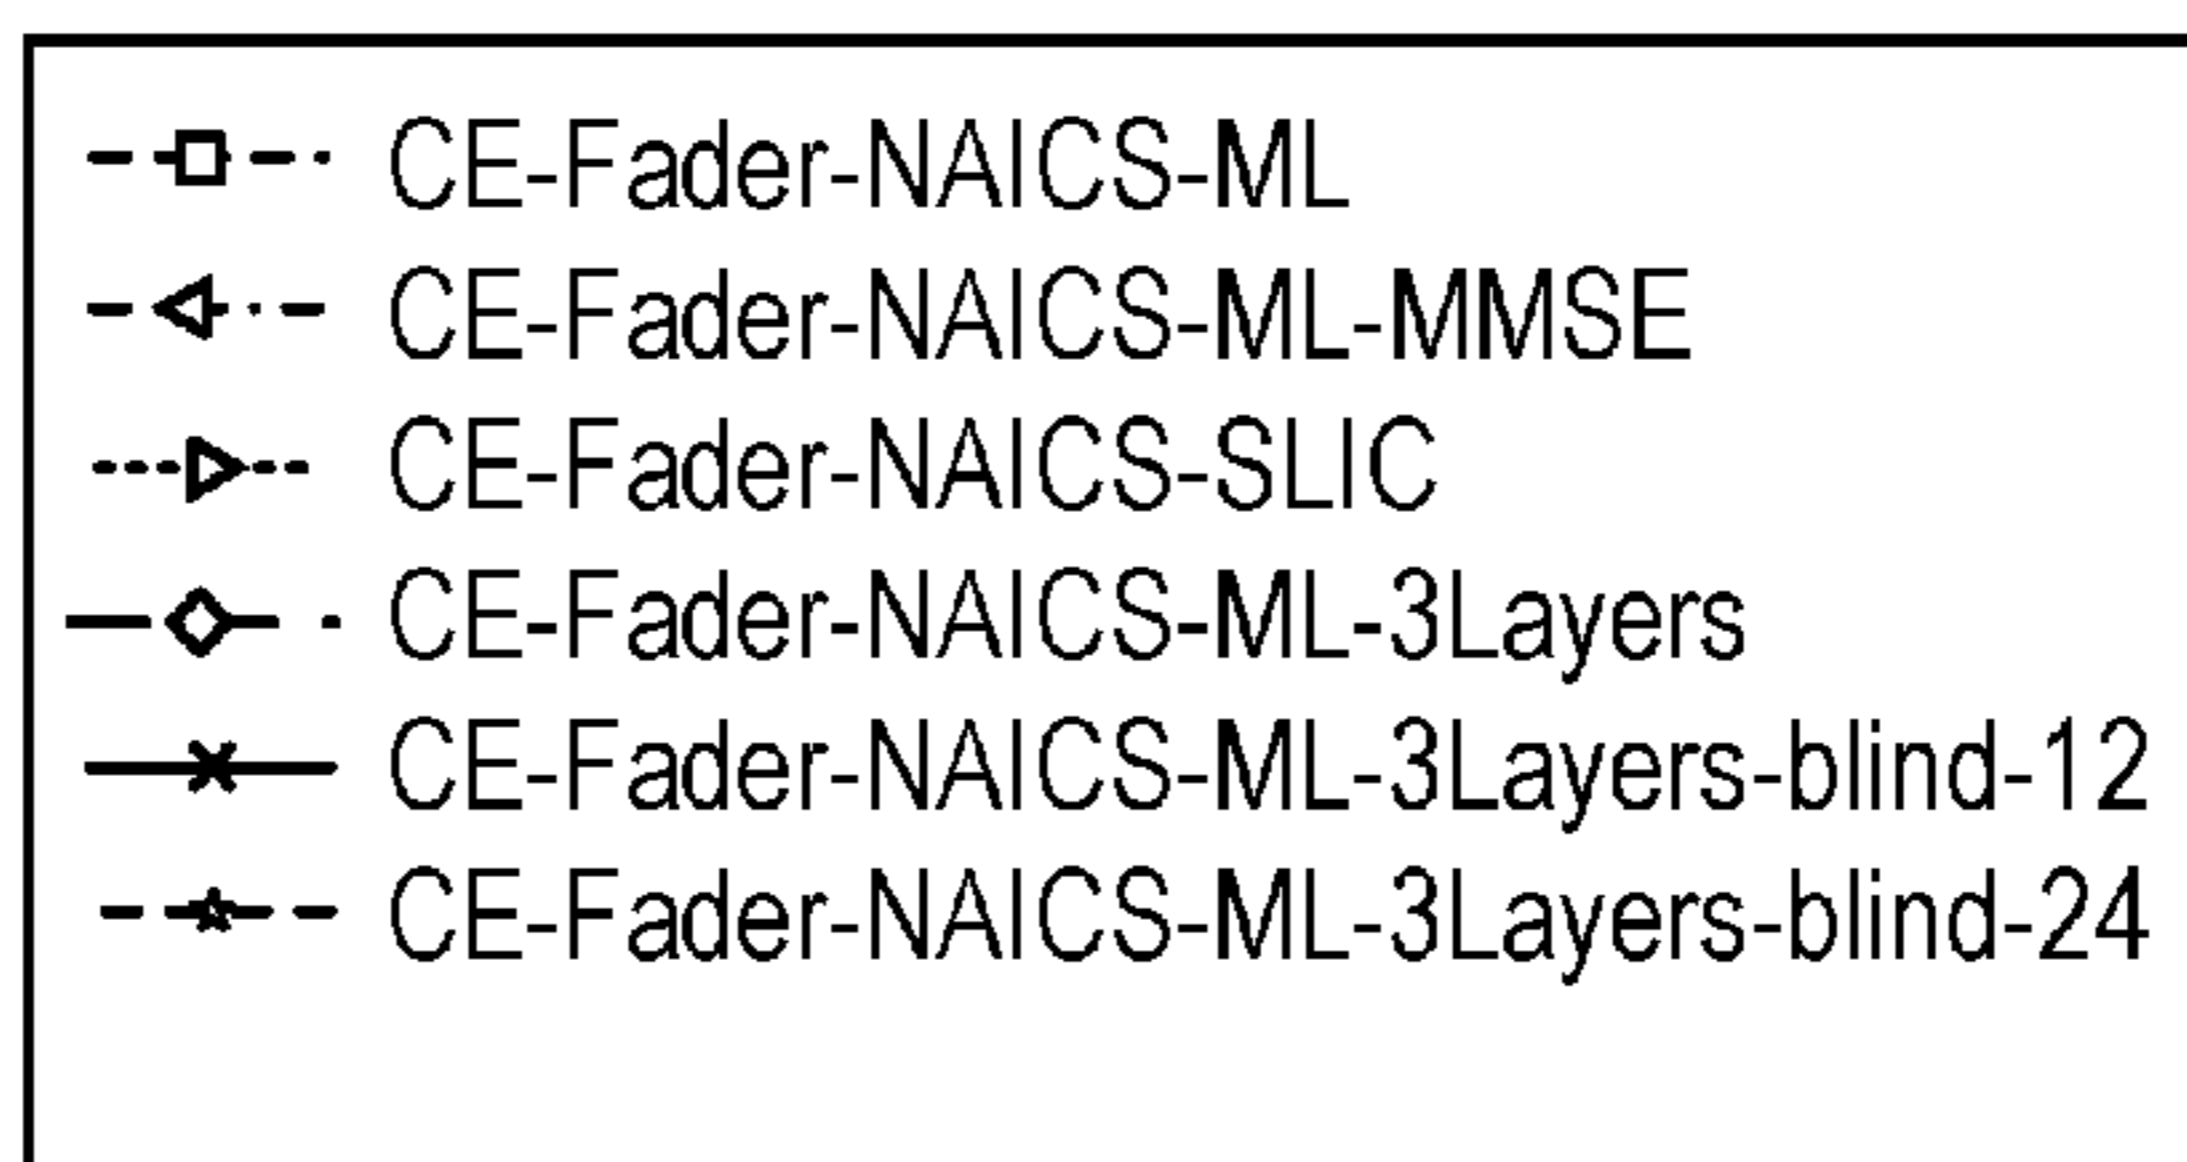 CE-Fader-NAICS-ML
CE-Fader-NAICS-ML-MMSE
CE-Fader-NAICS-SLIC
CE-Fader-NAICS-ML-3Layers
CE-Fader-NAICS-ML-3Layers-blind-12
CE-Fader-NAICS-ML-3Layers-blind-24